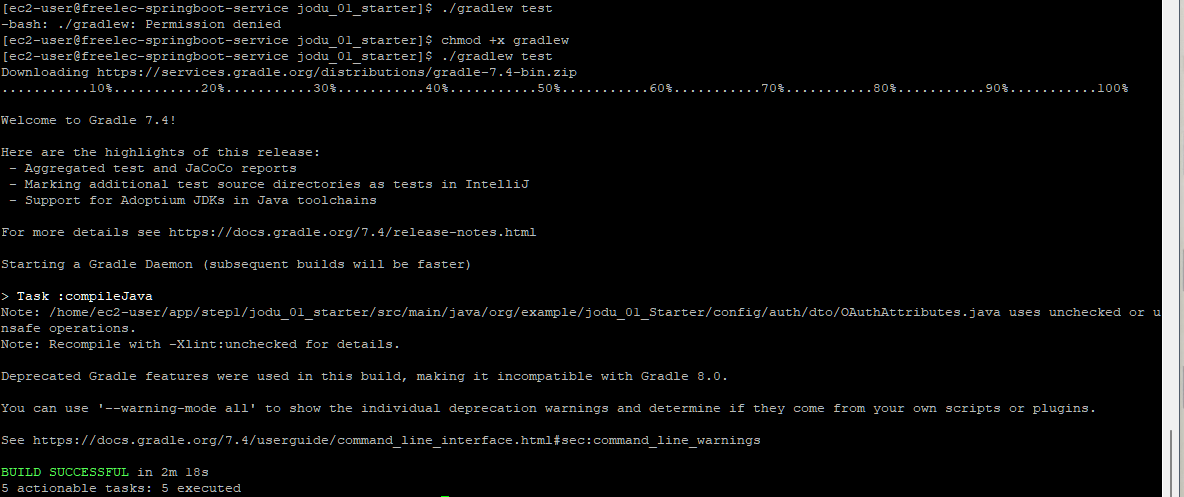 [ec2-user@freelec-springboot-service jodu_01_starter]$ ./gradlew test
-bash: ./gradlew: Permission denied
[ec2-user@freelec-springboot-service jodu_01_starter]$ chmod +x gradlew
[ec2-user@freelec-springboot-service jodu_01_starter]$ ./gradlew test
Downloading https://services.gradle.org/distributions/gradle-7.4-bin.zip
...........10%...........20%...........30%...........40%...........50%...........60%...........70%...........80%...........90%...........100%
Welcome to Gradle 7.4!
Here are the highlights of this release:
 - Aggregated test and JaCoCo reports
 - Marking additional test source directories as tests in IntelliJ
 - Support for Adoptium JDKs in Java toolchains
For more details see https://docs.gradle.org/7.4/release-notes.html
Starting a Gradle Daemon (subsequent builds will be faster)
> Task :compileJava
Note: /home/ec2-user/app/step1/jodu_01_starter/src/main/java/org/example/jodu_01_Starter/config/auth/dto/OAuthAttributes.java uses unchecked or u
nsafe operations.
Note: Recompile with -Xlint:unchecked for details.
Deprecated Gradle features were used in this build, making it incompatible with Gradle 8.0.
You can use '--warning-mode all' to show the individual deprecation warnings and determine if they come from your own scripts or plugins.
See https://docs.gradle.org/7.4/userguide/command_line_interface.html#sec:command_line_warnings
BUILD SUCCESSFUL in 2m 18s
5 actionable tasks: 5 executed